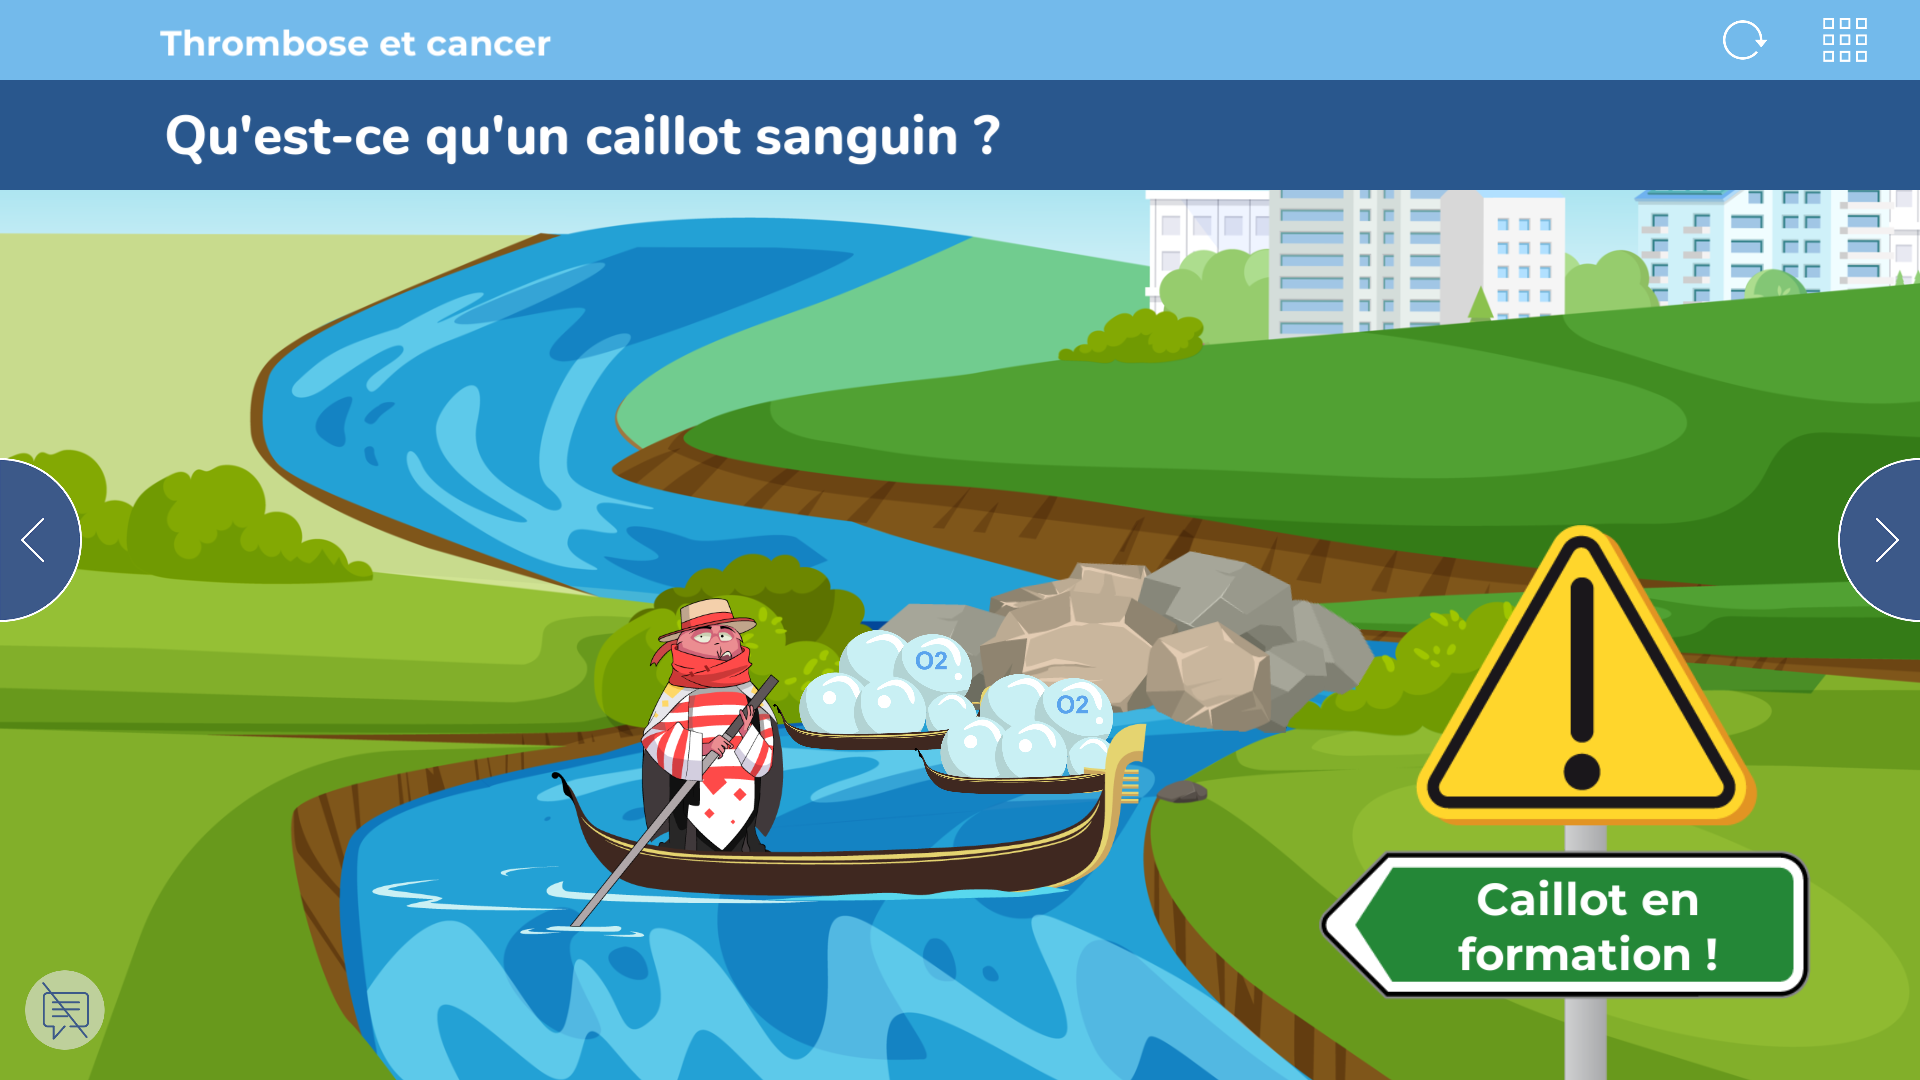 Thrombose et cancer
Qu'est-ce qu'un caillot sanguin ?
O2
O2
Caillot en
formation !